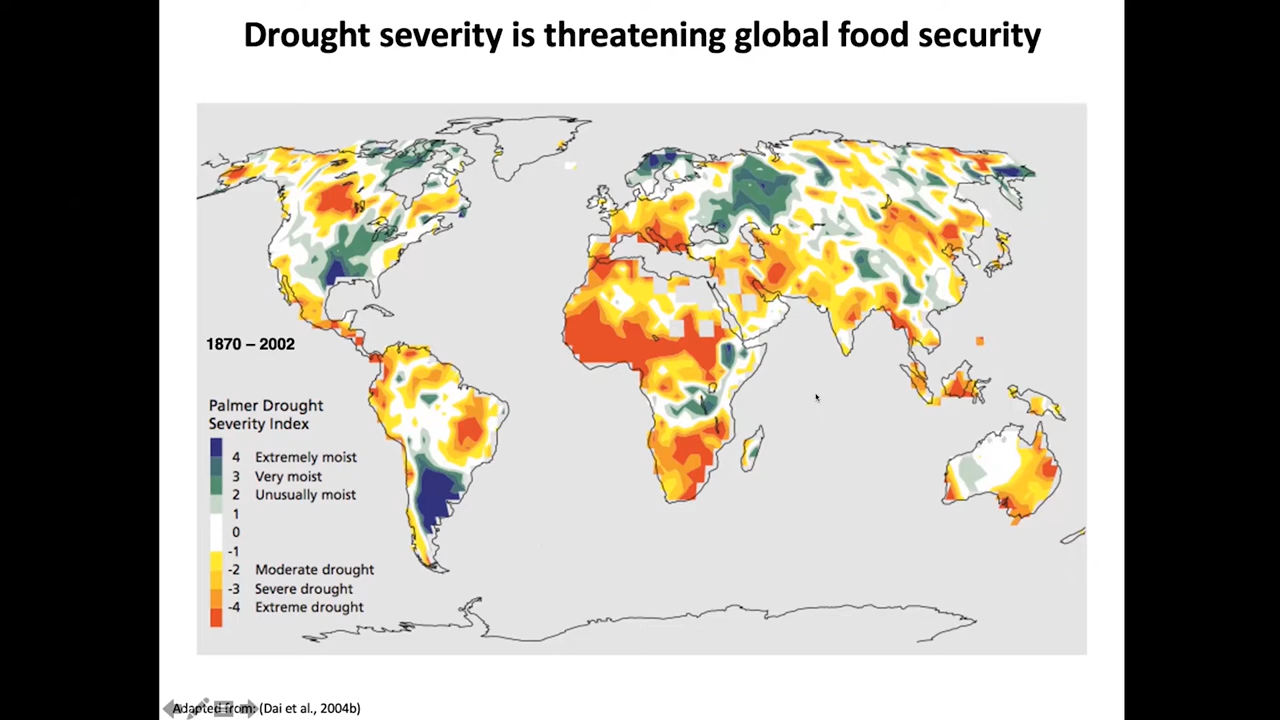 Drought severity is threatening global food security
1870 – 2002
Palmer Drought
Severity Index
4 Extremely moist
3 Very moist
2 Unusually moist
1
0
-1
-2 Moderate drought
-3 Severe drought
-4 Extreme drought
Adapted from: (Dai et al., 2004b)